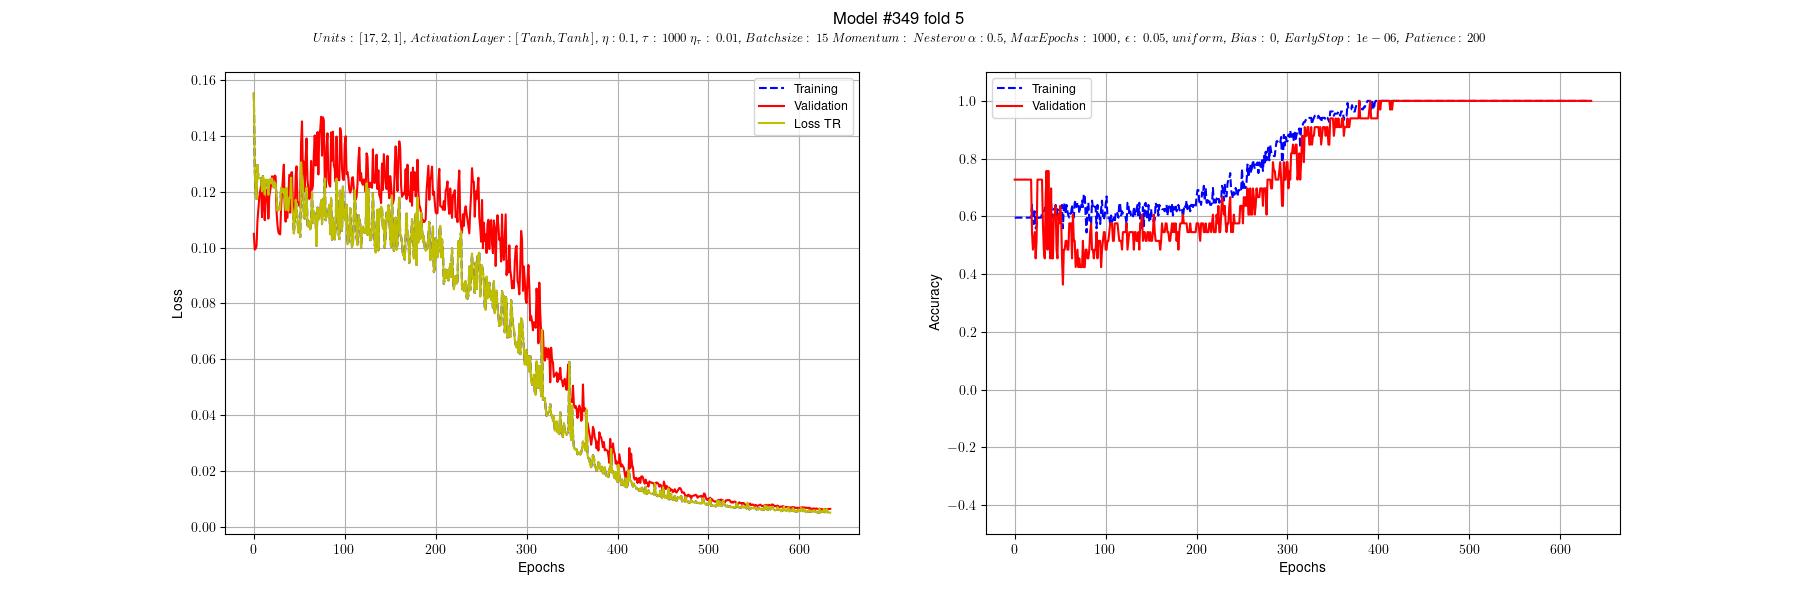 Model #349 fold 5
Units : [17, 2, 1], ActivationLayer : [Tanh, Tanh], η : 0.1, τ : 1000 ητ : 0.01, Batchsize : 15 Momentum : Nesterov α : 0.5, MaxEpochs : 1000, ϵ : 0.05, uniform, Bias : 0, EarlyStop : 1e − 06, Patience : 200
0.16
0.14
0.12
0.10
0.08
0.06
0.04
0.02
0.00
Loss
Training
Validation
Loss TR
0 100 200 300 400 500 600
Epochs
1.0
0.8
0.6
0.4
0.2
0.0
−0.2
−0.4
Accuracy
Training
Validation
0 100 200 300 400 500 600
Epochs